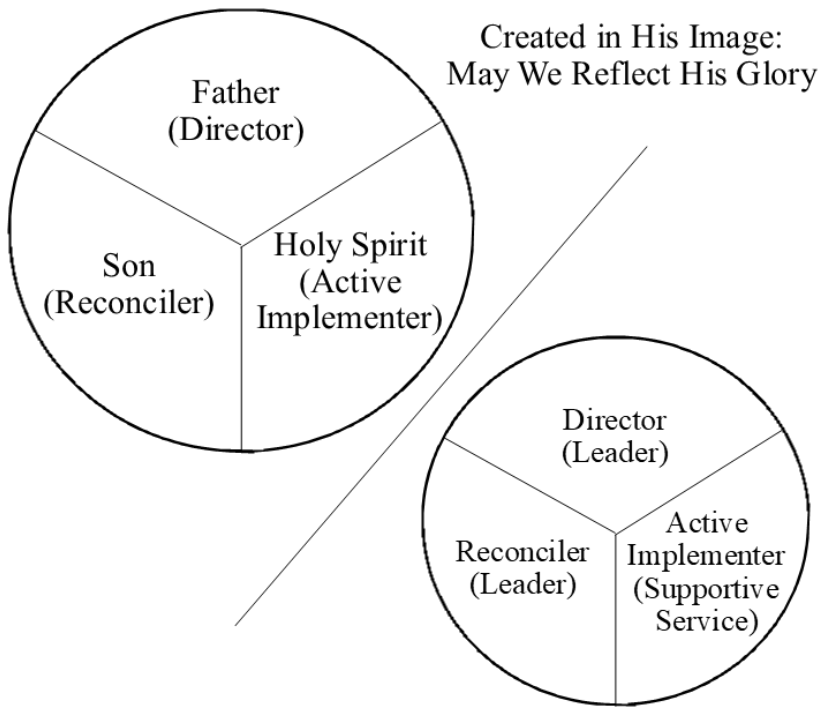 Created in His Image:
May We Reflect His Glory
Father
(Director)
Son
(Reconciler)
Holy Spirit
(Active
Implementer)
Director
(Leader)
Reconciler
(Leader)
Active
Implementer
(Supportive
Service)